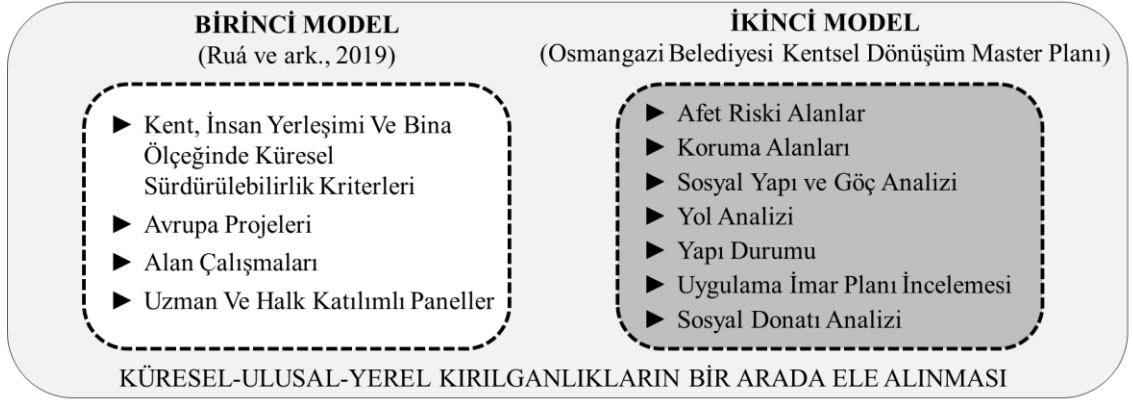 BİRİNCİ MODEL
(Ruá ve ark., 2019)
► Kent, İnsan Yerleşimi Ve Bina
Ölçeğinde Küresel
Sürdürülebilirlik Kriterleri
► Avrupa Projeleri
► Alan Çalışmaları
► Uzman Ve Halk Katılımlı Paneller
İKİNCİ MODEL
(Osmangazi Belediyesi Kentsel Dönüşüm Master Planı)
► Afet Riski Alanlar
► Koruma Alanları
► Sosyal Yapı ve Göç Analizi
► Yol Analizi
► Yapı Durumu
► Uygulama İmar Planı İncelemesi
► Sosyal Donatı Analizi
KÜRESEL-ULUSAL-YEREL KIRILGANLIKLARIN BİR ARADA ELE ALINMASI